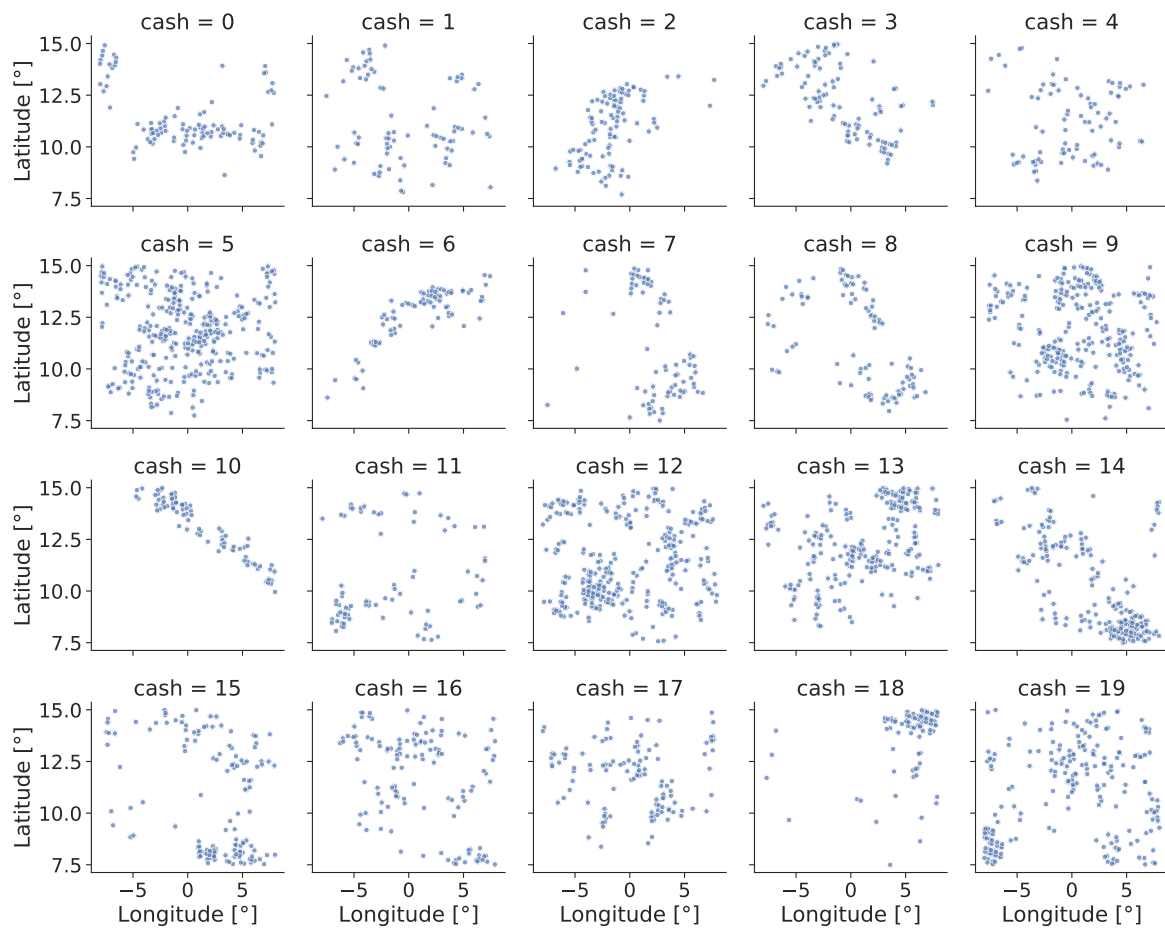 cash = 0 cash = 1 cash = 2 cash = 3 cash = 4
15.0
12.5
10.0
7.5
Latitude [°]
cash = 5 cash = 6 cash = 7 cash = 8 cash = 9
15.0
12.5
10.0
7.5
Latitude [°]
cash = 10 cash = 11 cash = 12 cash = 13 cash = 14
15.0
12.5
10.0
7.5
Latitude [°]
cash = 15 cash = 16 cash = 17 cash = 18 cash = 19
15.0
12.5
10.0
7.5
Latitude [°]
−5 0 5 −5 0 5 −5 0 5 −5 0 5 −5 0 5
Longitude [°] Longitude [°] Longitude [°] Longitude [°] Longitude [°]